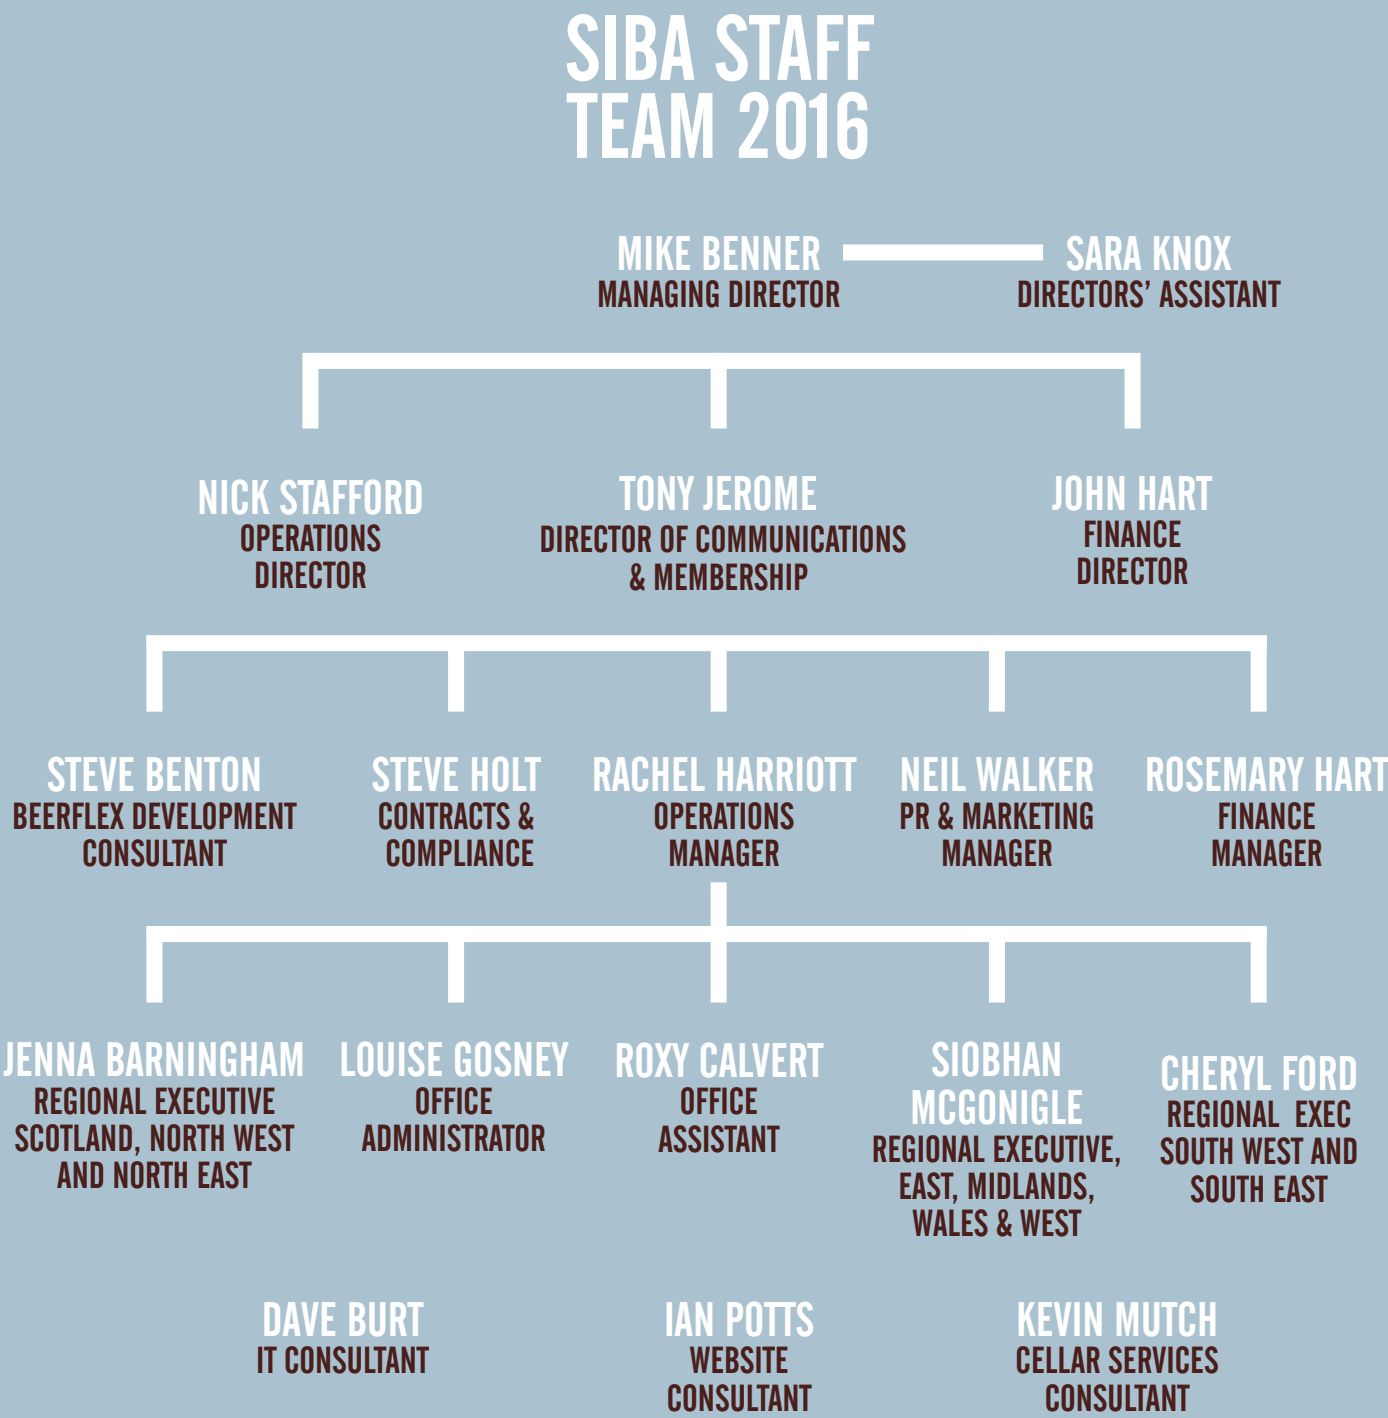 SIBA STAFF
TEAM 2016
MIKE BENNER
MANAGING DIRECTOR
SARA KNOX
DIRECTORS' ASSISTANT
NICK STAFFORD
OPERATIONS
DIRECTOR
TONY JEROME
DIRECTOR OF COMMUNICATIONS
& MEMBERSHIP
JOHN HART
FINANCE
DIRECTOR
STEVE BENTON
BEERFLEX DEVELOPMENT
CONSULTANT
STEVE HOLT
CONTRACTS &
COMPLIANCE
RACHEL HARRIOTT
OPERATIONS
MANAGER
NEIL WALKER
PR & MARKETING
MANAGER
ROSEMARY HART
FINANCE
MANAGER
JENNA BARNINGHAM
REGIONAL EXECUTIVE
SCOTLAND, NORTH WEST
AND NORTH EAST
LOUISE GOSNEY
OFFICE
ADMINISTRATOR
ROXY CALVERT
OFFICE
ASSISTANT
SIOBHAN
MCGONIGLE
REGIONAL EXECUTIVE,
EAST, MIDLANDS,
WALES & WEST
CHERYL FORD
REGIONAL EXEC
SOUTH WEST AND
SOUTH EAST
DAVE BURT
IT CONSULTANT
IAN POTTS
WEBSITE
CONSULTANT
KEVIN MUTCH
CELLAR SERVICES
CONSULTANT